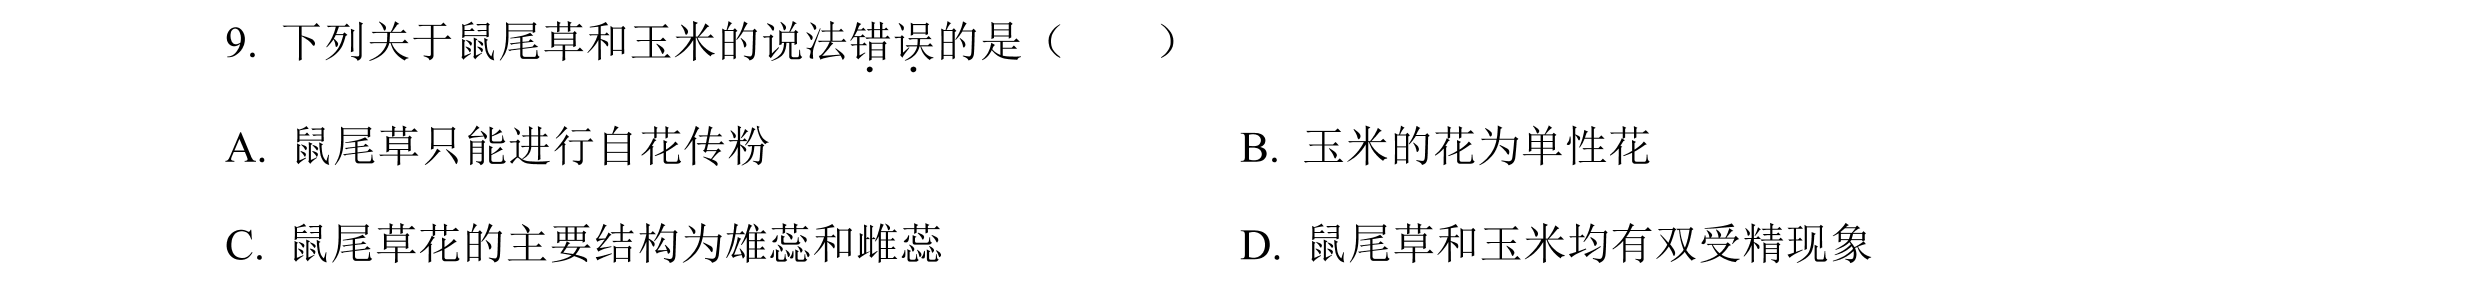 9. 下列关于鼠尾草和玉米的说法错误的是（　　）
A. 鼠尾草只能进行自花传粉　　B. 玉米的花为单性花
C. 鼠尾草花的主要结构为雄蕊和雌蕊　　D. 鼠尾草和玉米均有双受精现象